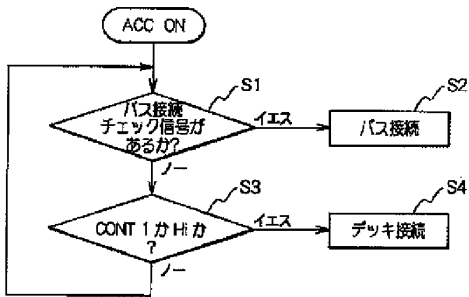 ACC ON
S1
バス接続
チェック信号が
あるか?
イエス
S2
バス接続
ノー
S3
CONT 1 か Hi か
?
イエス
S4
デッキ接続
ノー